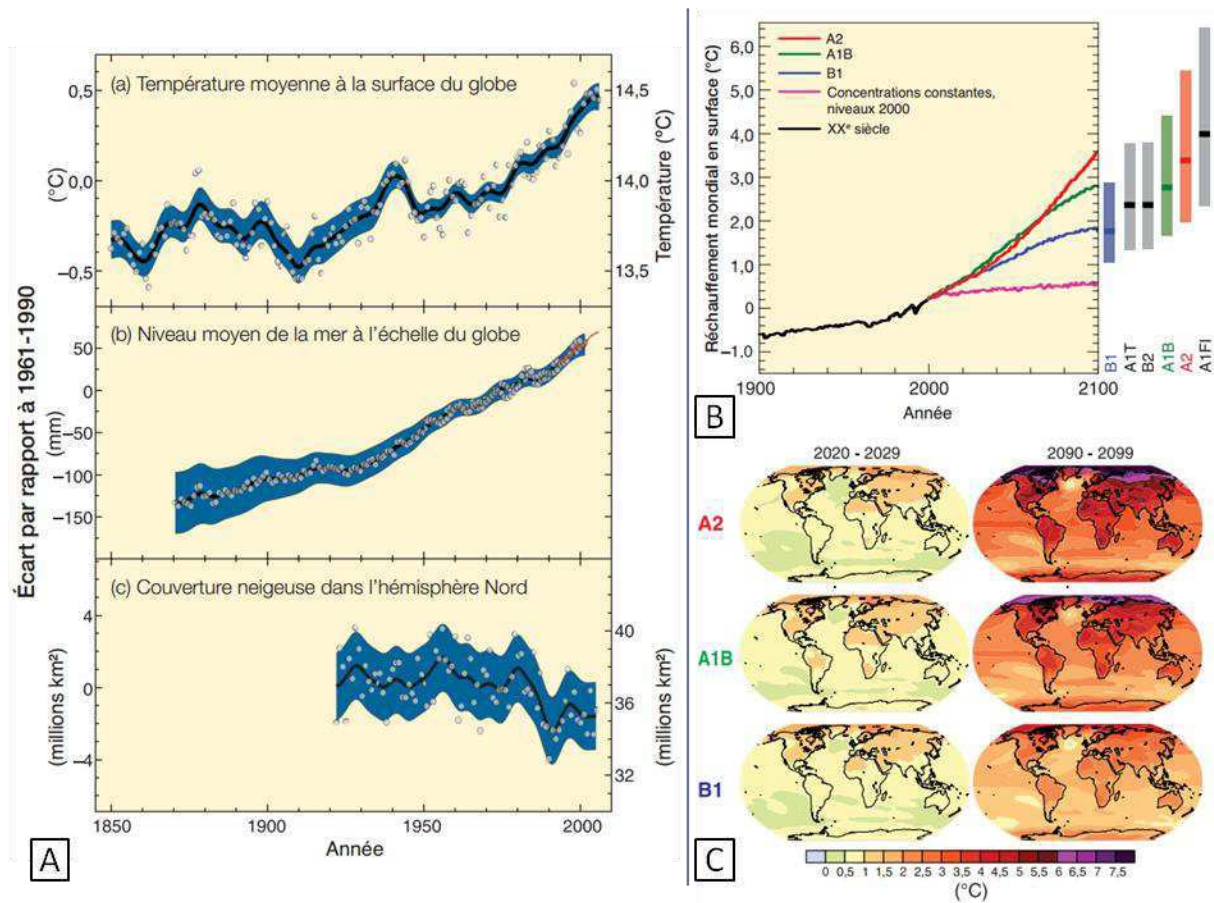 Écart par rapport à 1961-1990
(a) Température moyenne à la surface du globe
(°C)
0,5
0,0
−0,5
Température (°C)
14,5
14,0
13,5
(b) Niveau moyen de la mer à l'échelle du globe
(mm)
50
0
−50
−100
−150
(c) Couverture neigeuse dans l'hémisphère Nord
(millions km²)
4
0
−4
(millions km²)
40
36
32
1850
1900
1950
2000
Année
A
B
Réchauffement mondial en surface (°C)
6,0
5,0
4,0
3,0
2,0
1,0
0
−1,0
A2
A1B
B1
Concentrations constantes,
niveaux 2000
XXe siècle
1900
2000
2100
Année
B1
A1T
B2
A1B
A2
A1FI
2020 - 2029
2090 - 2099
A2
A1B
B1
C
0 0,5 1 1,5 2 2,5 3 3,5 4 4,5 5 5,5 6 6,5 7 7,5
(°C)